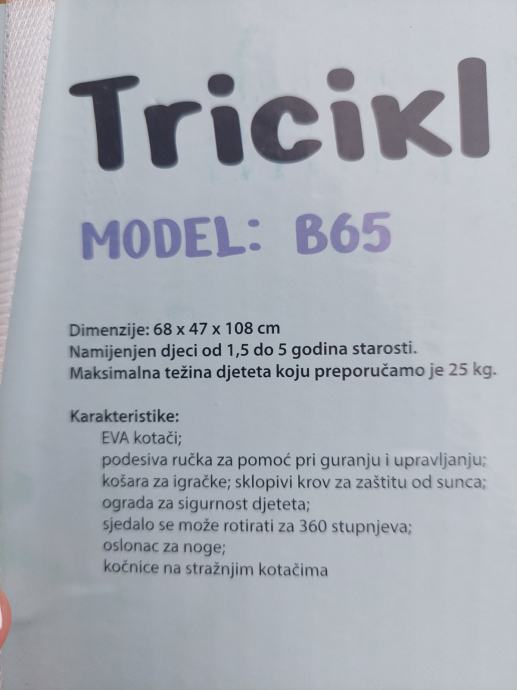 Tricikl
MODEL: B65
Dimenzije: 68 x 47 x 108 cm
Namijenjen djeci od 1,5 do 5 godina starosti.
Maksimalna težina djeteta koju preporučamo je 25 kg.
Karakteristike:
EVA kotači;
podesiva ručka za pomoć pri guranju i upravljanju;
košara za igračke; sklopivi krov za zaštitu od sunca;
ograda za sigurnost djeteta;
sjedalo se može rotirati za 360 stupnjeva;
oslonac za noge;
kočnice na stražnjim kotačima